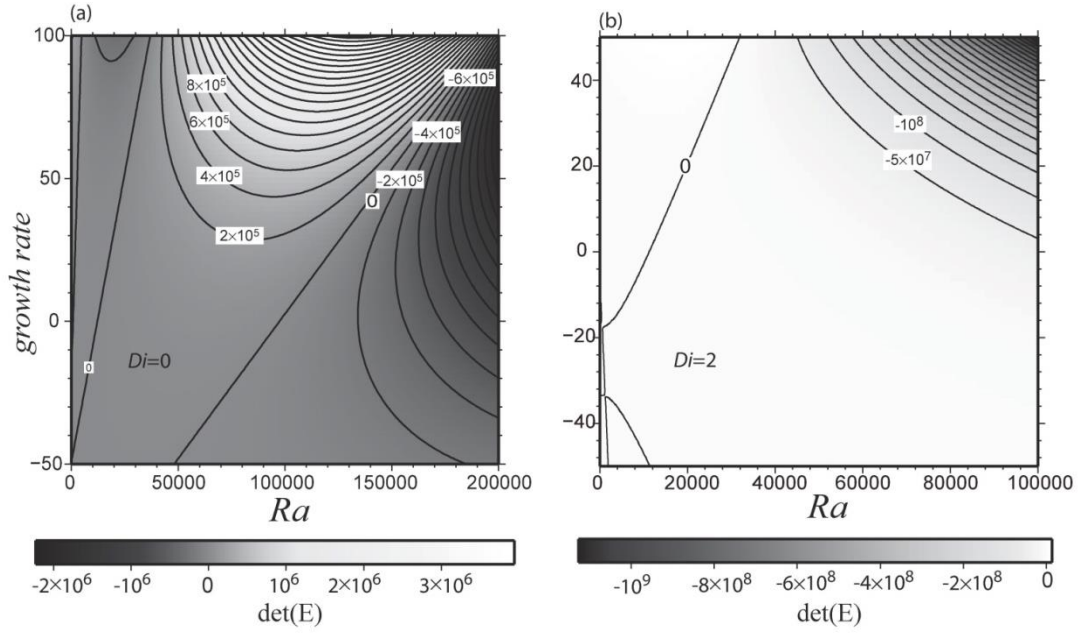 (a)
100
50
0
−50
growth rate
8×10⁵
6×10⁵
4×10⁵
2×10⁵
-6×10⁵
-4×10⁵
-2×10⁵
0
0
Di=0
0 50000 100000 150000 200000
Ra
-2×10⁶ -10⁶ 0 10⁶ 2×10⁶ 3×10⁶
det(E)
(b)
40
20
0
−20
−40
0
-10⁸
-5×10⁷
Di=2
0 20000 40000 60000 80000 100000
Ra
-10⁹ -8×10⁸ -6×10⁸ -4×10⁸ -2×10⁸ 0
det(E)